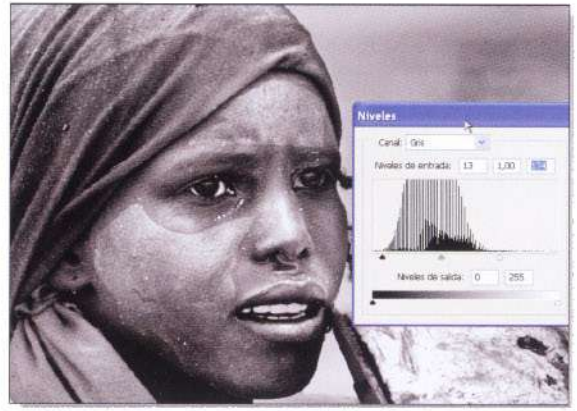 Niveles
Canal: Gris
Niveles de entrada: 13 1,00
Niveles de salida: 0 255